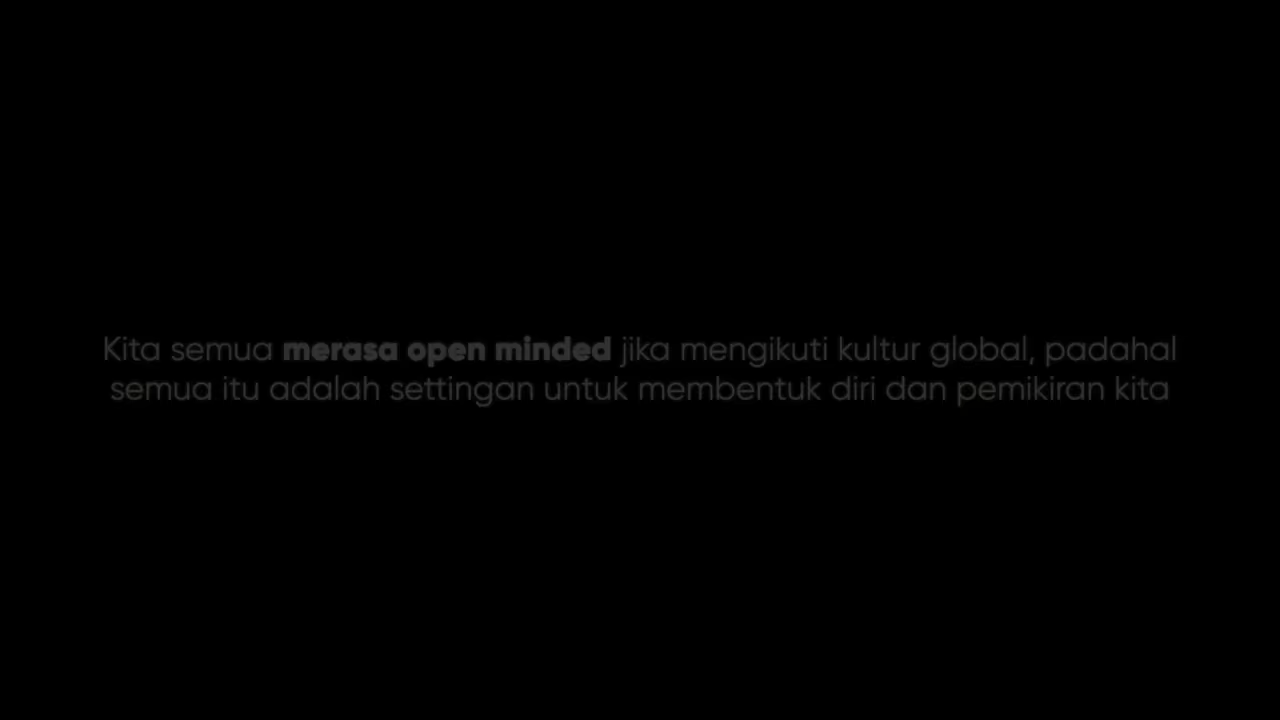 Kita semua merasa open minded jika mengikuti kultur global, padahal
semua itu adalah settingan untuk membentuk diri dan pemikiran kita